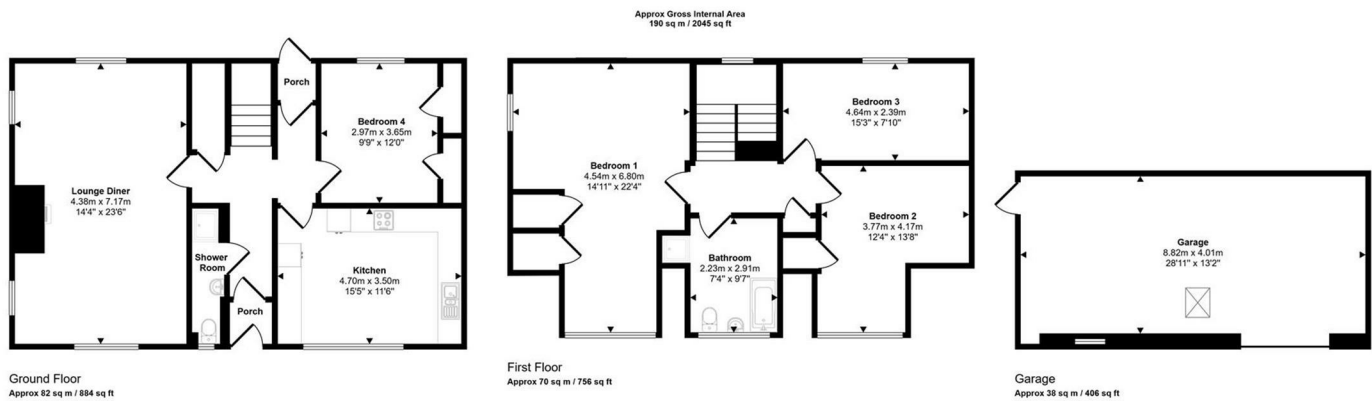 Approx Gross Internal Area
190 sq m / 2045 sq ft
Porch
Bedroom 4
2.97m x 3.65m
9'9" x 12'0"
Lounge Diner
4.38m x 7.17m
14'4" x 23'6"
Shower
Room
Kitchen
4.70m x 3.50m
15'5" x 11'6"
Porch
Ground Floor
Approx 82 sq m / 884 sq ft
Bedroom 3
4.64m x 2.39m
15'3" x 7'10"
Bedroom 1
4.54m x 6.80m
14'11" x 22'4"
Bedroom 2
3.77m x 4.17m
12'4" x 13'8"
Bathroom
2.23m x 2.91m
7'4" x 9'7"
First Floor
Approx 70 sq m / 756 sq ft
Garage
8.82m x 4.01m
28'11" x 13'2"
Garage
Approx 38 sq m / 406 sq ft